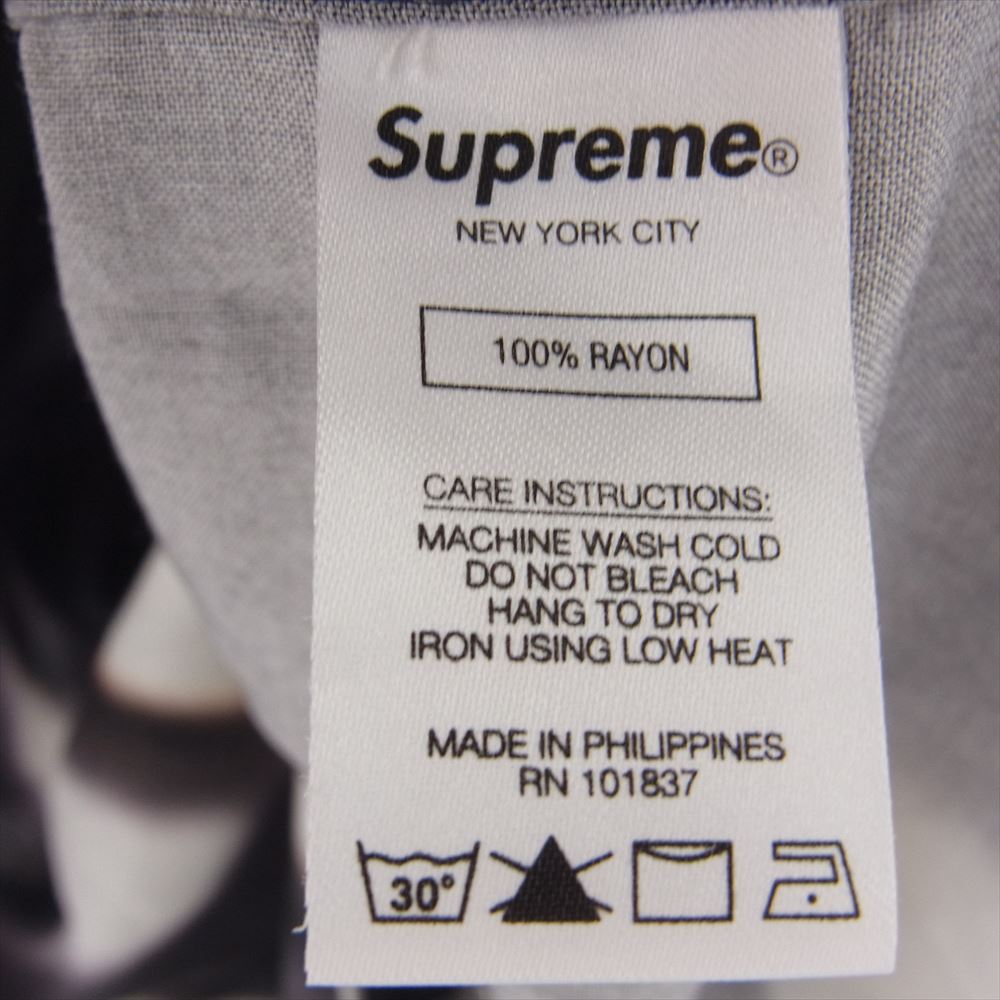 Supreme®
NEW YORK CITY
100% RAYON
CARE INSTRUCTIONS:
MACHINE WASH COLD
DO NOT BLEACH
HANG TO DRY
IRON USING LOW HEAT
MADE IN PHILIPPINES
RN 101837
30°